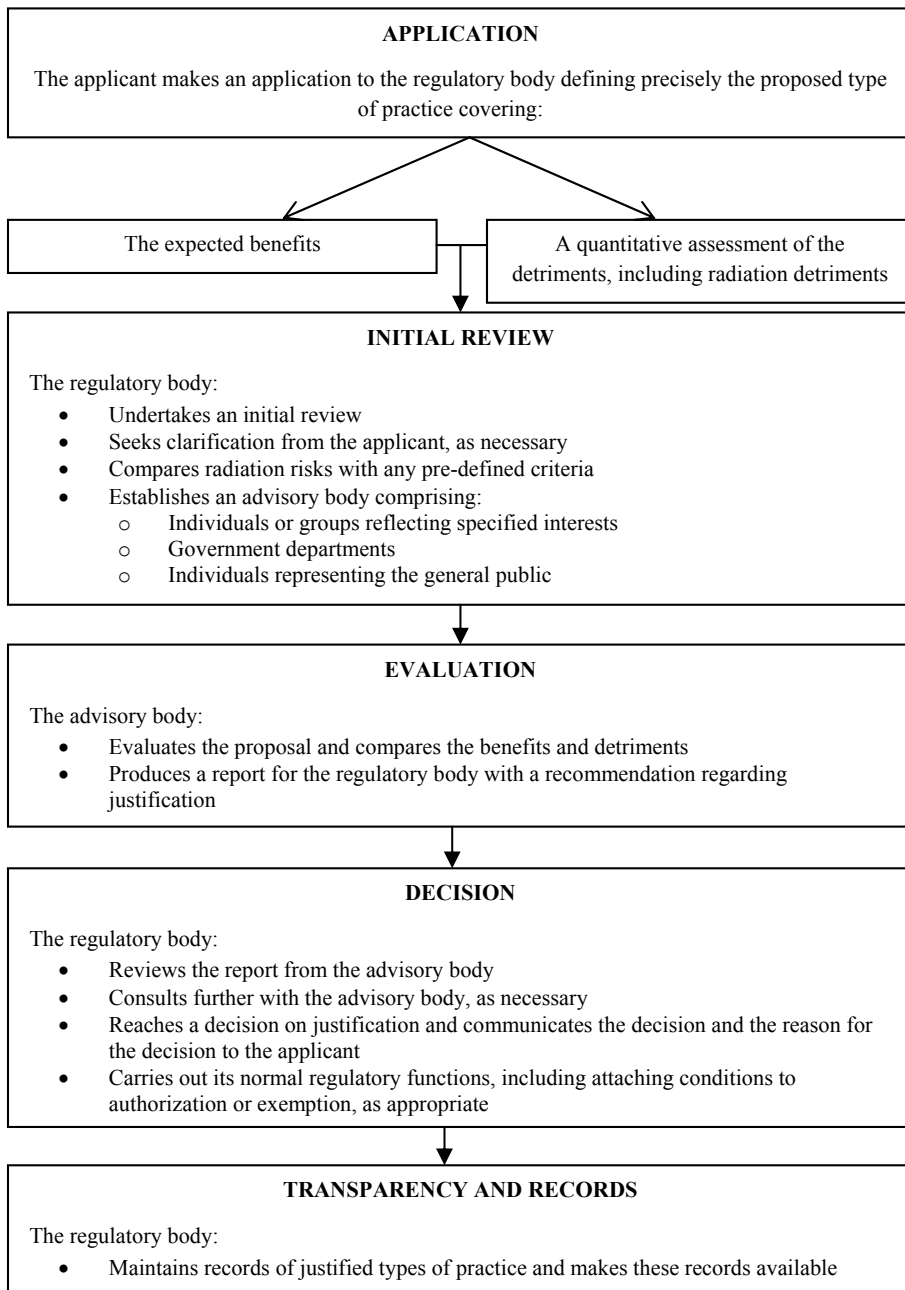 APPLICATION
The applicant makes an application to the regulatory body defining precisely the proposed type
of practice covering:
The expected benefits
A quantitative assessment of the
detriments, including radiation detriments
INITIAL REVIEW
The regulatory body:
• Undertakes an initial review
• Seeks clarification from the applicant, as necessary
• Compares radiation risks with any pre-defined criteria
• Establishes an advisory body comprising:
o Individuals or groups reflecting specified interests
o Government departments
o Individuals representing the general public
EVALUATION
The advisory body:
• Evaluates the proposal and compares the benefits and detriments
• Produces a report for the regulatory body with a recommendation regarding
justification
DECISION
The regulatory body:
• Reviews the report from the advisory body
• Consults further with the advisory body, as necessary
• Reaches a decision on justification and communicates the decision and the reason for
the decision to the applicant
• Carries out its normal regulatory functions, including attaching conditions to
authorization or exemption, as appropriate
TRANSPARENCY AND RECORDS
The regulatory body:
• Maintains records of justified types of practice and makes these records available